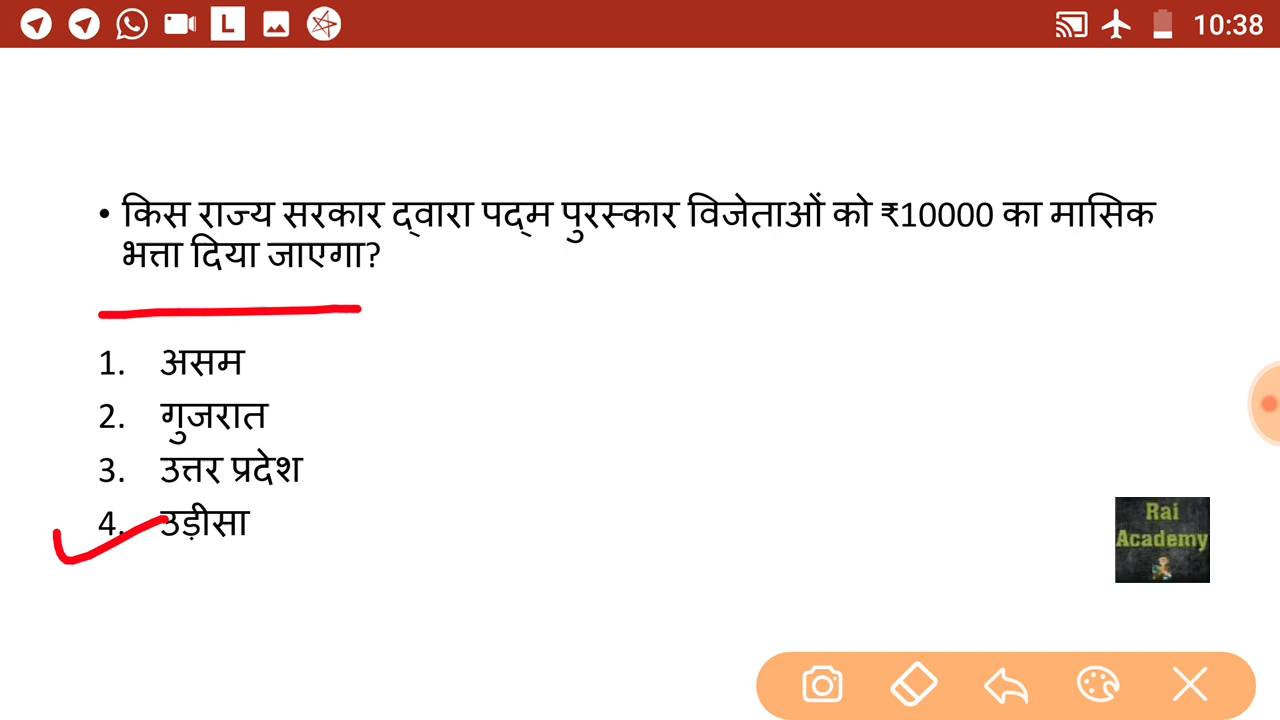 10:38
• किस राज्य सरकार द्वारा पद्म पुरस्कार विजेताओं को ₹10000 का मासिक
भत्ता दिया जाएगा?
1. असम
2. गुजरात
3. उत्तर प्रदेश
4. उड़ीसा
Rai
Academy
L